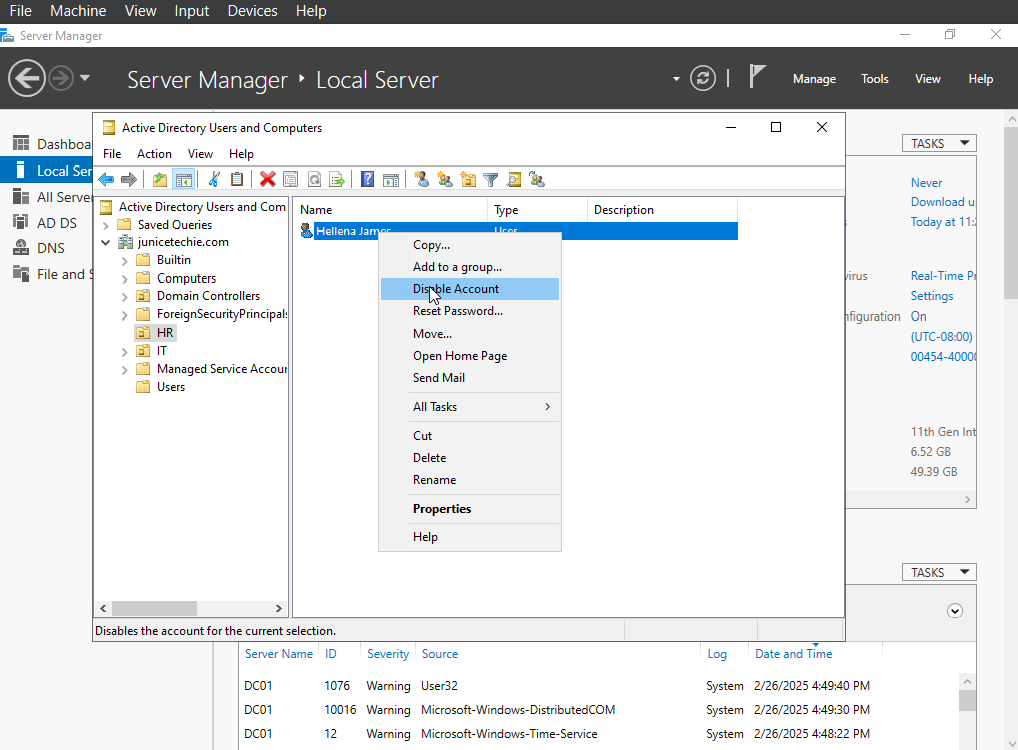 File Machine View Input Devices Help
Server Manager
Server Manager Local Server
Manage Tools View Help
Active Directory Users and Computers
File Action View Help
Dashboa
Local Ser
All Serve
AD DS
DNS
File and S
Active Directory Users and Com
Saved Queries
junicetechie.com
Builtin
Computers
Domain Controllers
ForeignSecurityPrincipals
HR
IT
Managed Service Accour
Users
Name Type Description
Hellena James User
Copy...
Add to a group...
Disable Account
Reset Password...
Move...
Open Home Page
Send Mail
All Tasks
Cut
Delete
Rename
Properties
Help
Disables the account for the current selection.
TASKS
Never
Download u
Today at 11:
virus Real-Time Pr
Settings
nfiguration On
(UTC-08:00)
00454-4000
11th Gen Int
6.52 GB
49.39 GB
TASKS
Server Name ID Severity Source Log Date and Time
DC01 1076 Warning User32 System 2/26/2025 4:49:40 PM
DC01 10016 Warning Microsoft-Windows-DistributedCOM System 2/26/2025 4:49:30 PM
DC01 12 Warning Microsoft-Windows-Time-Service System 2/26/2025 4:48:22 PM